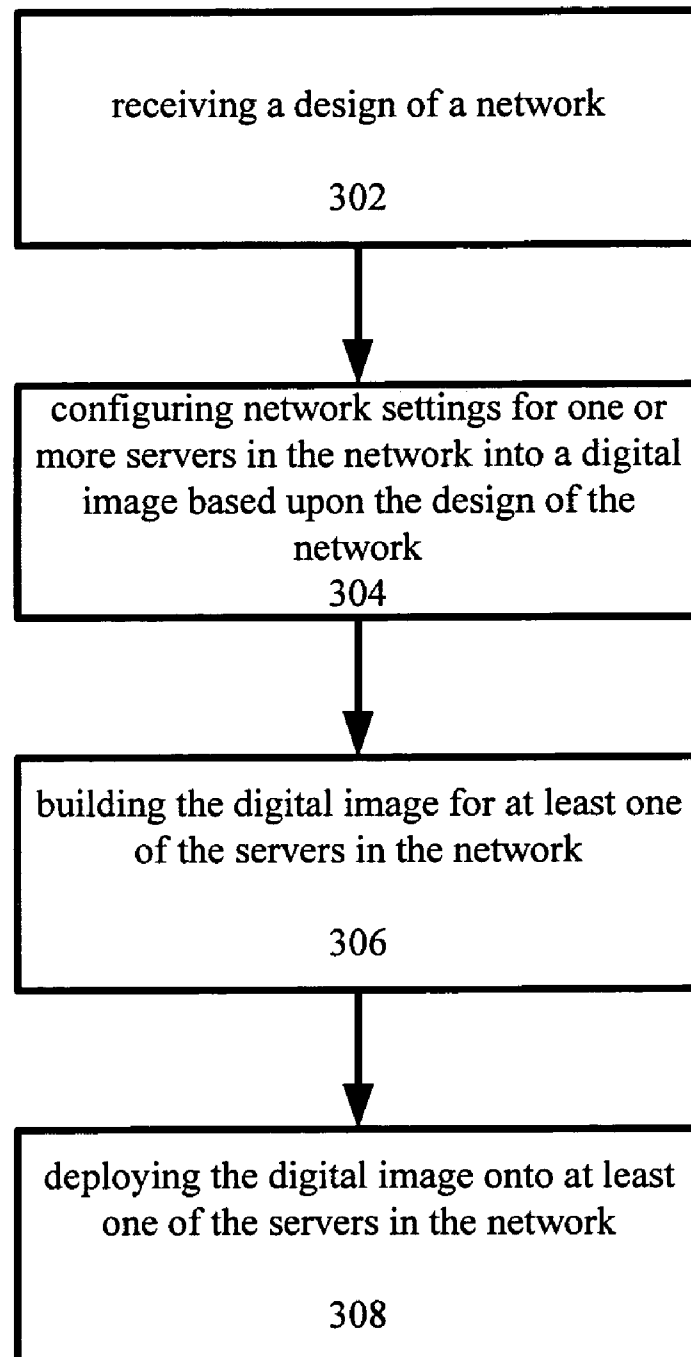 receiving a design of a network
302
configuring network settings for one or
more servers in the network into a digital
image based upon the design of the
network
304
building the digital image for at least one
of the servers in the network
306
deploying the digital image onto at least
one of the servers in the network
308